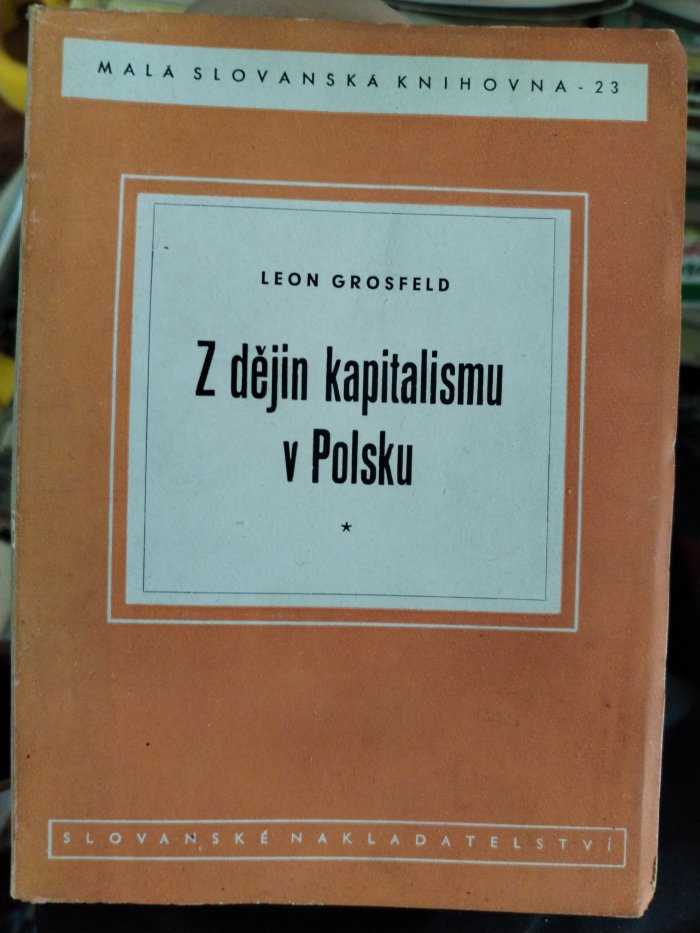 MALÁ SLOVANSKÁ KNIHOVNA - 23
LEON GROSFELD
Z dějin kapitalismu
v Polsku
*
SLOVANSKÉ NAKLADATELSTVÍ